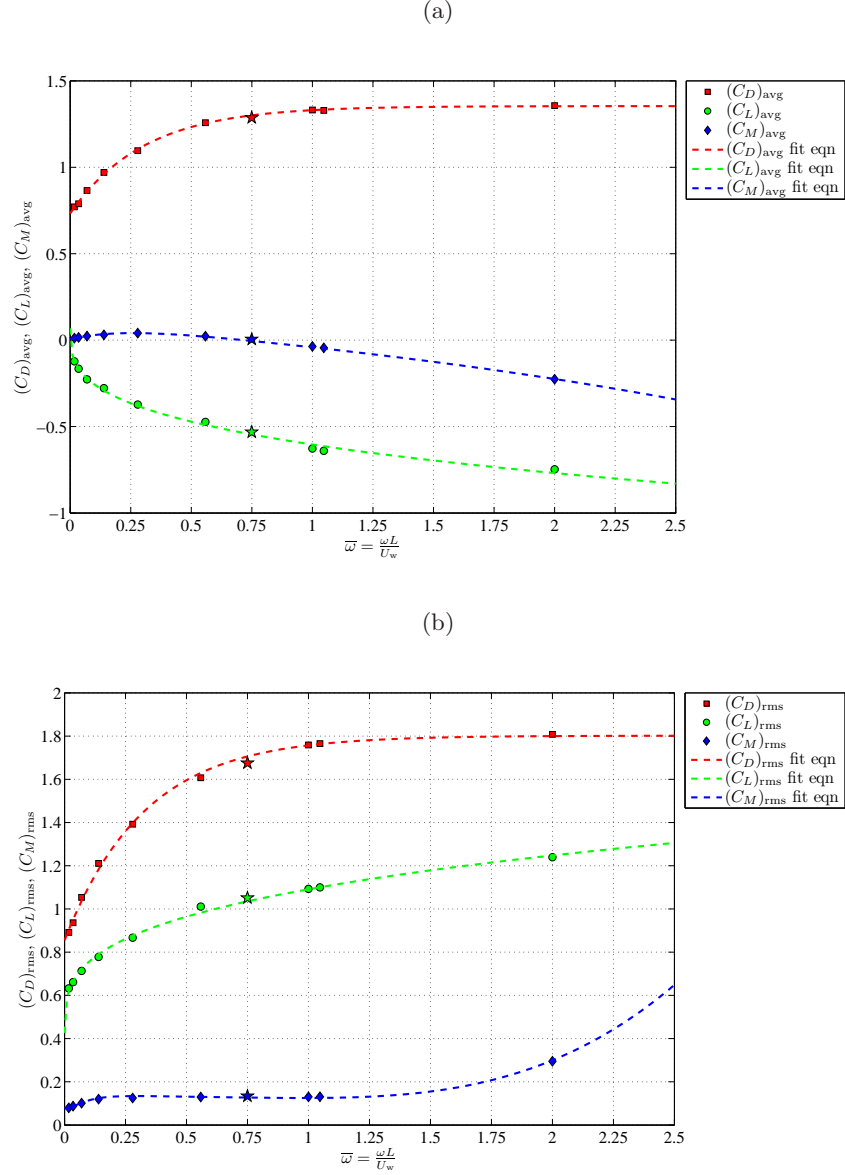 (a)
(C_D)_avg
(C_L)_avg
(C_M)_avg
(C_D)_avg fit eqn
(C_L)_avg fit eqn
(C_M)_avg fit eqn
(C_D)_avg, (C_L)_avg, (C_M)_avg
1.5
1
0.5
0
−0.5
−1
0 0.25 0.5 0.75 1 1.25 1.5 1.75 2 2.25 2.5
ω̄ = ωL/U_w
(b)
(C_D)_rms
(C_L)_rms
(C_M)_rms
(C_D)_rms fit eqn
(C_L)_rms fit eqn
(C_M)_rms fit eqn
(C_D)_rms, (C_L)_rms, (C_M)_rms
2
1.8
1.6
1.4
1.2
1
0.8
0.6
0.4
0.2
0
0 0.25 0.5 0.75 1 1.25 1.5 1.75 2 2.25 2.5
ω̄ = ωL/U_w